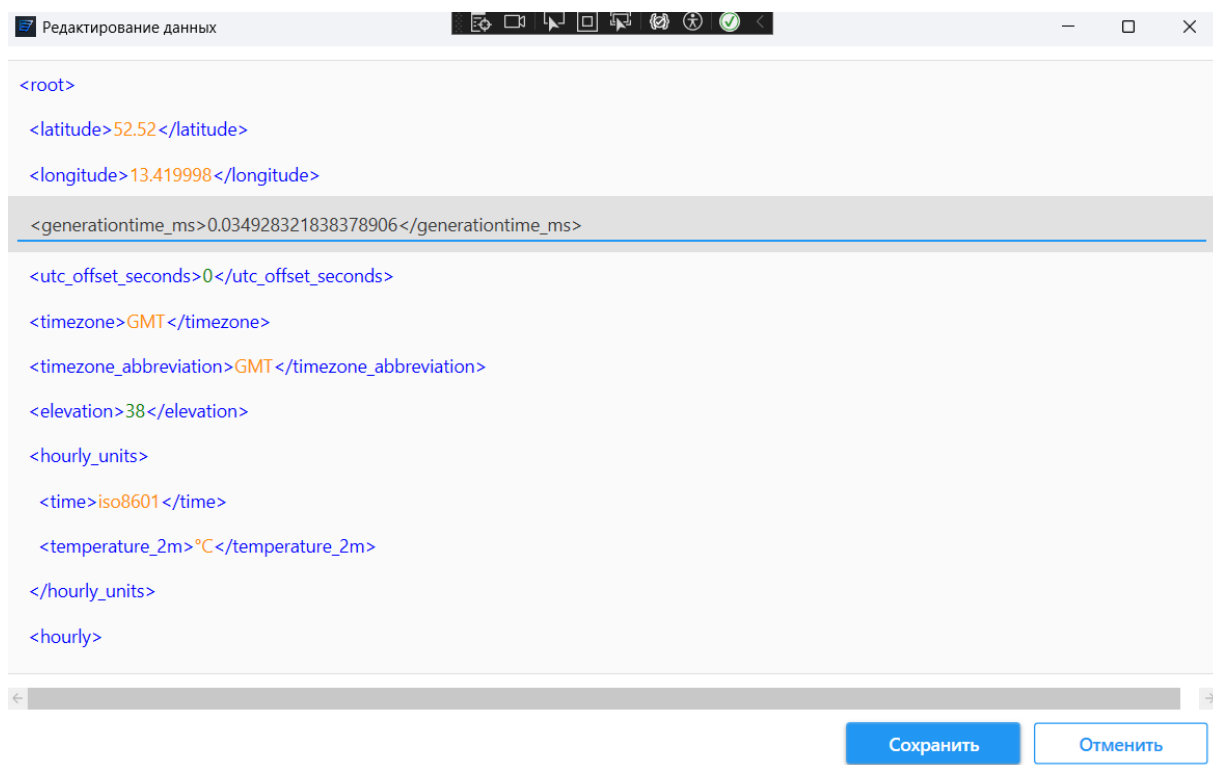 Редактирование данных
<root>
<latitude>52.52</latitude>
<longitude>13.419998</longitude>
<generationtime_ms>0.034928321838378906</generationtime_ms>
<utc_offset_seconds>0</utc_offset_seconds>
<timezone>GMT</timezone>
<timezone_abbreviation>GMT</timezone_abbreviation>
<elevation>38</elevation>
<hourly_units>
<time>iso8601</time>
<temperature_2m>°C</temperature_2m>
</hourly_units>
<hourly>
Сохранить Отменить